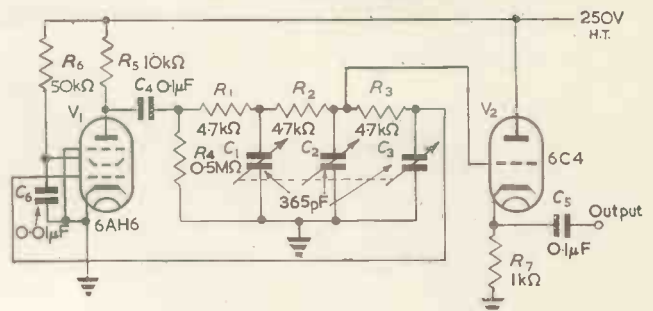 250V
H.T.
R6
50kΩ
R5 10kΩ
C4 0·1μF
V1
R1
4·7kΩ
R2
4·7kΩ
R3
4·7kΩ
R4
0·5MΩ
C1
C2
C3
365pF
C6
0·01μF
6AH6
V2
6C4
C5
0·1μF
Output
R7
1kΩ